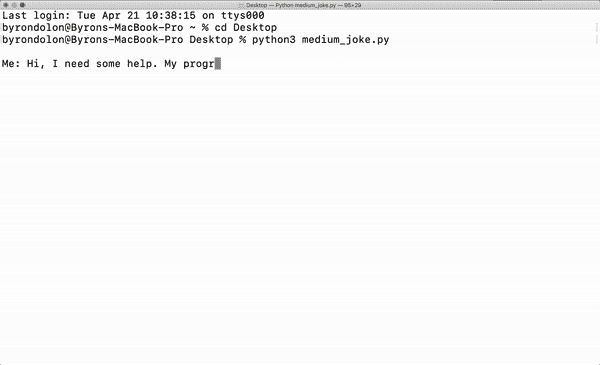 Desktop — Python medium_joke.py — 95×29
Last login: Tue Apr 21 10:38:15 on ttys000
byrondolon@Byrons-MacBook-Pro ~ % cd Desktop
byrondolon@Byrons-MacBook-Pro Desktop % python3 medium_joke.py
Me: Hi, I need some help. My progr